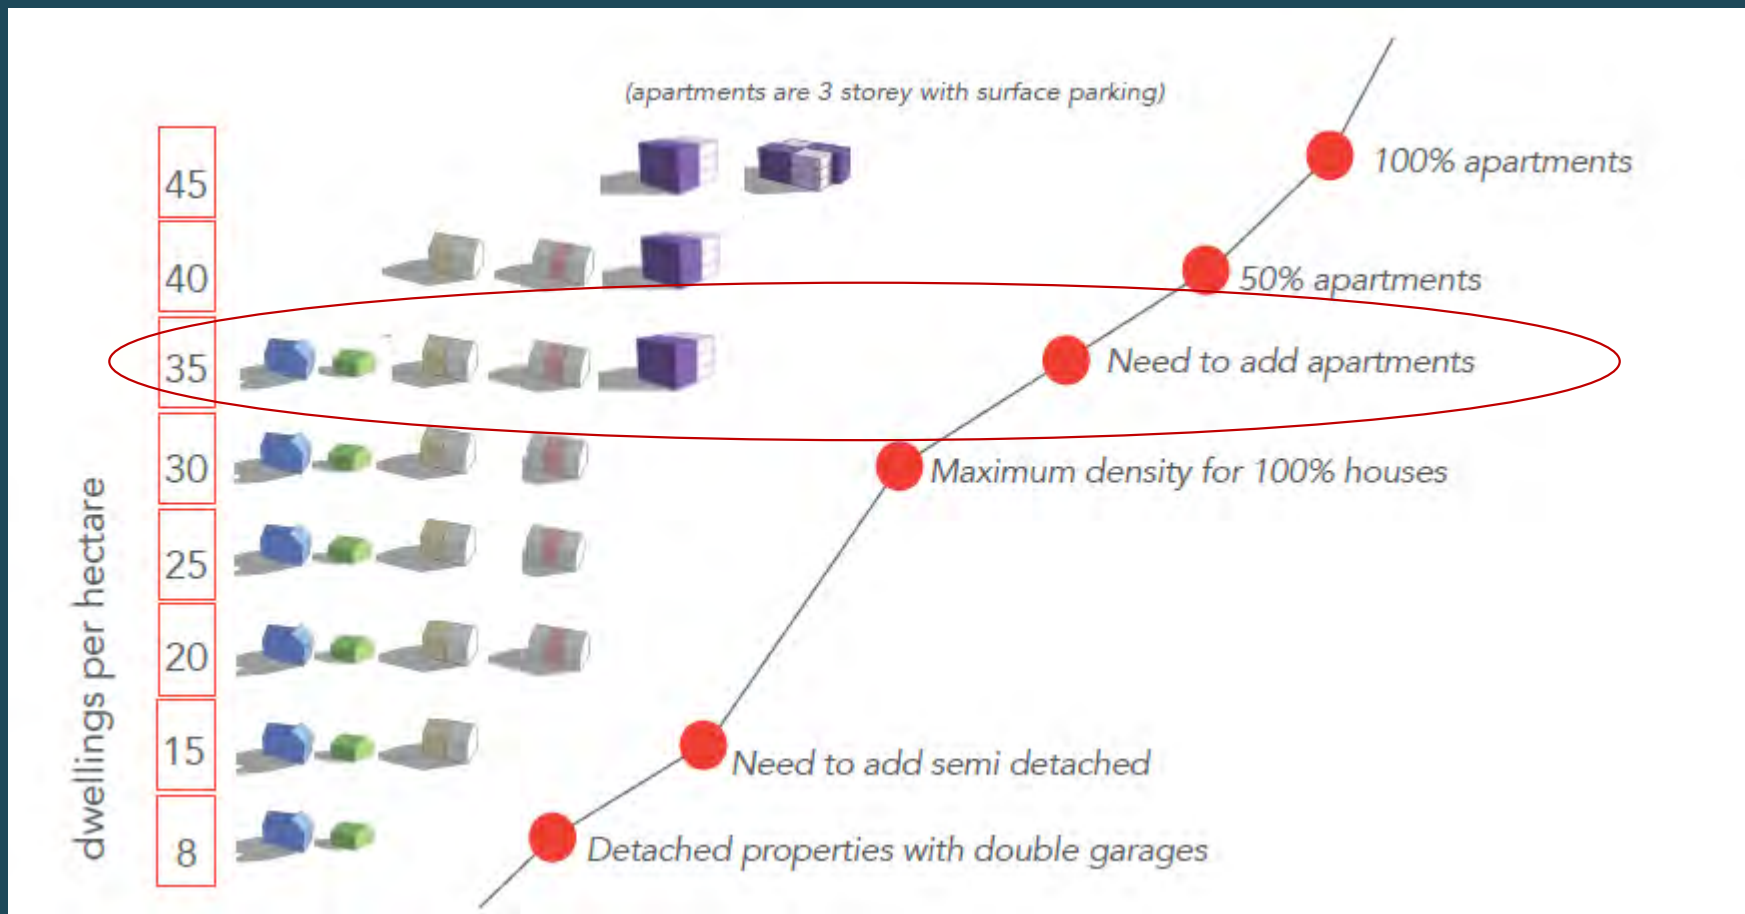 (apartments are 3 storey with surface parking)
45
100% apartments
40
50% apartments
35
Need to add apartments
30
Maximum density for 100% houses
25
20
15
Need to add semi detached
8
Detached properties with double garages
dwellings per hectare